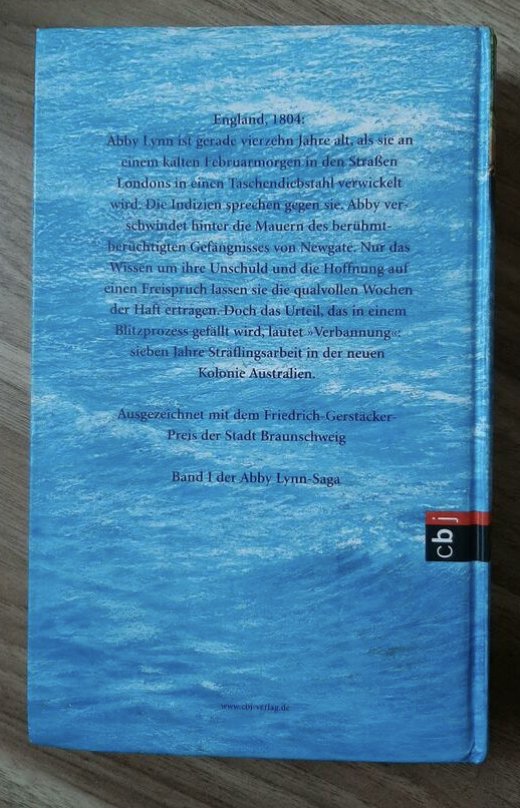 England, 1804:
Abby Lynn ist gerade vierzehn Jahre alt, als sie an
einem kalten Februarmorgen in den Straßen
Londons in einen Taschendiebstahl verwickelt
wird. Die Indizien sprechen gegen sie. Abby ver-
schwindet hinter die Mauern des berühmt-
berüchtigten Gefängnisses von Newgate. Nur das
Wissen um ihre Unschuld und die Hoffnung auf
einen Freispruch lassen sie die qualvollen Wochen
der Haft ertragen. Doch das Urteil, das in einem
Blitzprozess gefällt wird, lautet »Verbannung«:
sieben Jahre Sträflingsarbeit in der neuen
Kolonie Australien.
Ausgezeichnet mit dem Friedrich-Gerstäcker-
Preis der Stadt Braunschweig
Band I der Abby Lynn-Saga
cbj
www.cbj-verlag.de